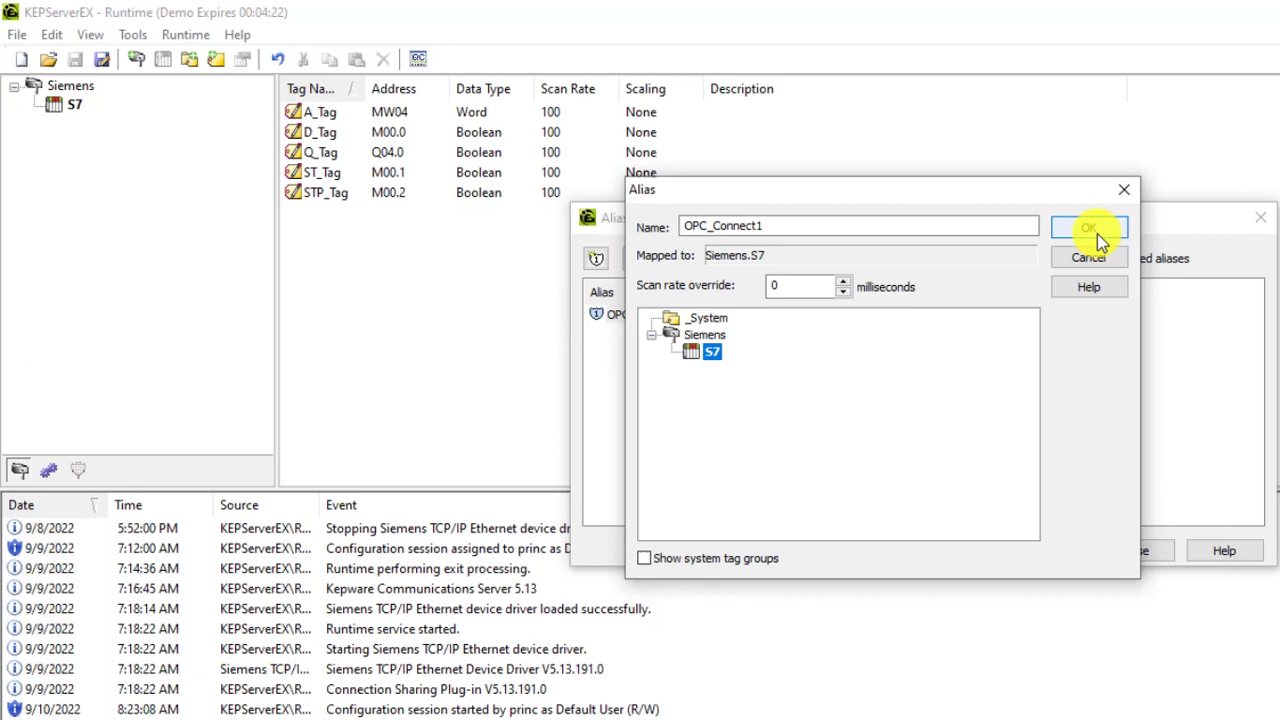 KEPServerEX - Runtime (Demo Expires 00:04:22)
File Edit View Tools Runtime Help
QC
Siemens
S7
Tag Na... / Address Data Type Scan Rate Scaling Description
A_Tag MW04 Word 100 None
D_Tag M00.0 Boolean 100 None
Q_Tag Q04.0 Boolean 100 None
ST_Tag M00.1 Boolean 100 None
STP_Tag M00.2 Boolean 100 None
Alias
Alias
Name: OPC_Connect1 OK
Mapped to: Siemens.S7 Cancel
ed aliases
Scan rate override: 0 milliseconds Help
Alias
OPC
_System
Siemens
S7
Show system tag groups
se Help
Date Time Source Event
9/8/2022 5:52:00 PM KEPServerEX\R... Stopping Siemens TCP/IP Ethernet device dr
9/9/2022 7:12:00 AM KEPServerEX\R... Configuration session assigned to princ as D
9/9/2022 7:14:36 AM KEPServerEX\R... Runtime performing exit processing.
9/9/2022 7:16:45 AM KEPServerEX\R... Kepware Communications Server 5.13
9/9/2022 7:18:14 AM KEPServerEX\R... Siemens TCP/IP Ethernet device driver loaded successfully.
9/9/2022 7:18:22 AM KEPServerEX\R... Runtime service started.
9/9/2022 7:18:22 AM KEPServerEX\R... Starting Siemens TCP/IP Ethernet device driver.
9/9/2022 7:18:22 AM Siemens TCP/I... Siemens TCP/IP Ethernet Device Driver V5.13.191.0
9/9/2022 7:18:22 AM KEPServerEX\R... Connection Sharing Plug-in V5.13.191.0
9/10/2022 8:23:08 AM KEPServerEX\R... Configuration session started by princ as Default User (R/W)